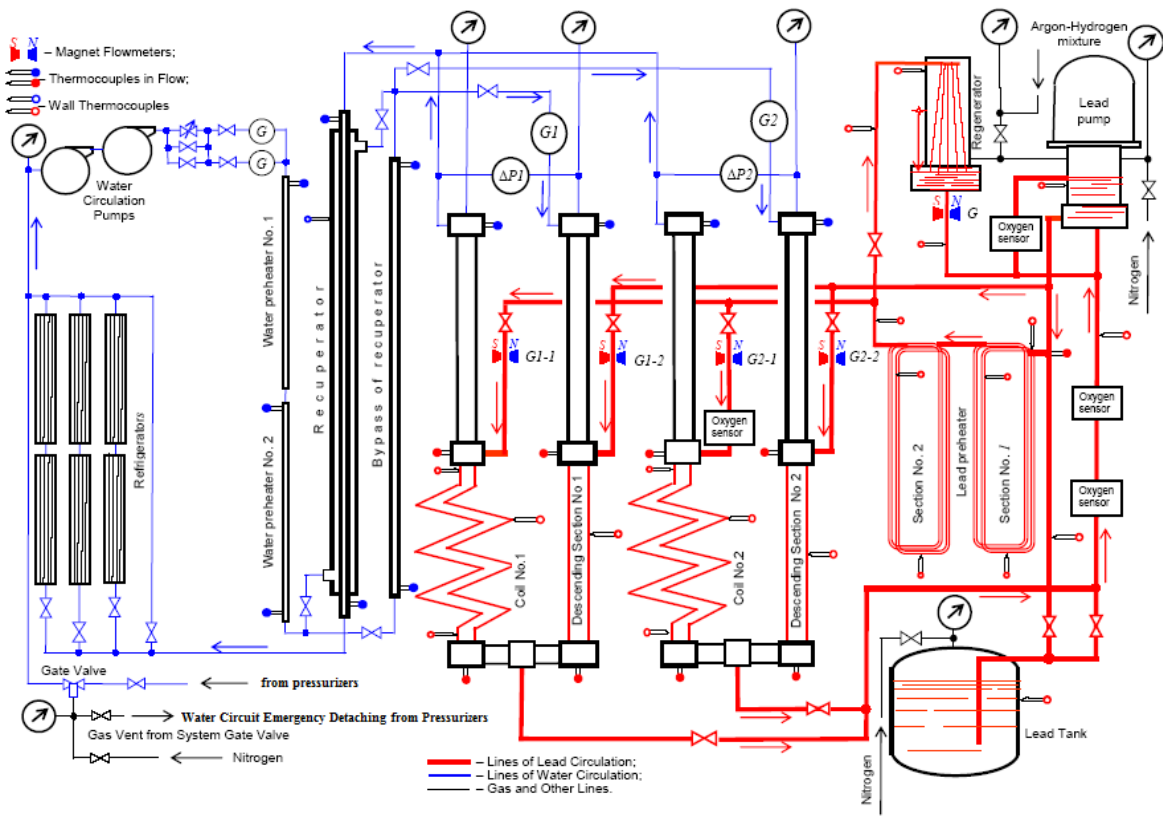 S N – Magnet Flowmeters;
– Thermocouples in Flow;
– Wall Thermocouples
Argon-Hydrogen
mixture
Lead
pump
Regenerator
Water
Circulation
Pumps
G
G
G1
G2
ΔP1
ΔP2
S N G
Oxygen
sensor
Nitrogen
Water preheater No. 1
Recuperator
Bypass of recuperator
S N G1-1
S N G1-2
S N G2-1
S N G2-2
Oxygen
sensor
Oxygen
sensor
Oxygen
sensor
Refrigerators
Water preheater No. 2
Coil No.1
Descending Section No 1
Coil No.2
Descending Section No 2
Section No. 2
Lead preheater
Section No. 1
Gate Valve
from pressurizers
Water Circuit Emergency Detaching from Pressurizers
Gas Vent from System Gate Valve
Nitrogen
Nitrogen
Lead Tank
– Lines of Lead Circulation;
– Lines of Water Circulation;
– Gas and Other Lines.